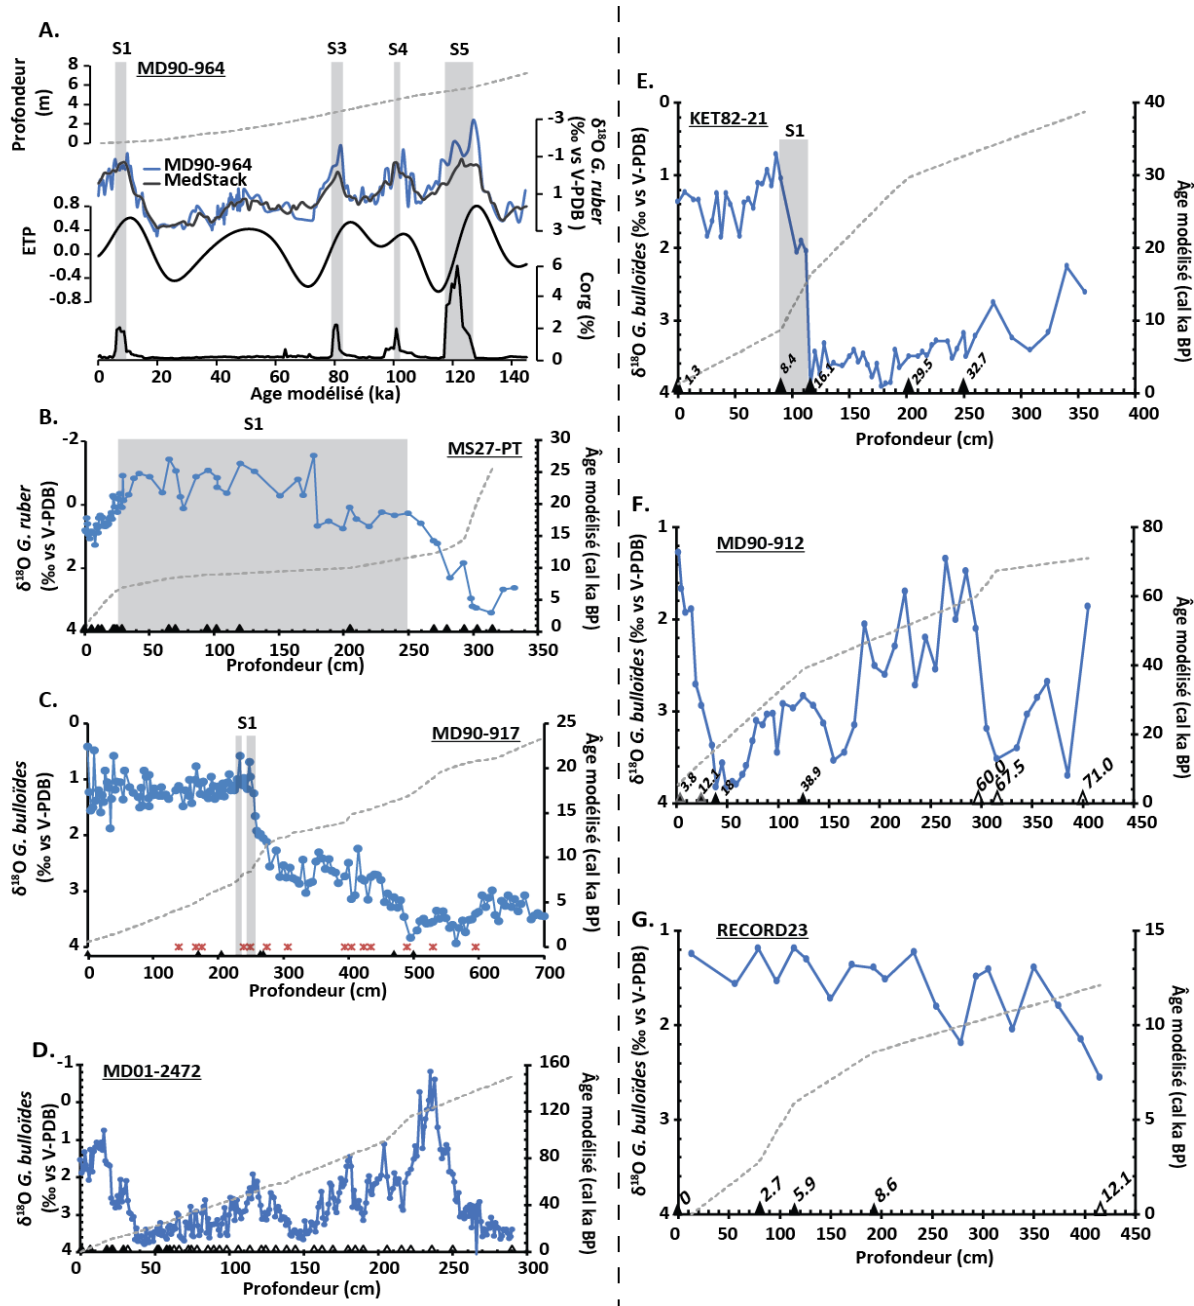 A.
S1 S3 S4 S5
MD90-964
Profondeur
(m)
8
6
4
2
0
-3
-1
1
3
δ¹⁸O G. ruber
(‰ vs V-PDB)
MD90-964
MedStack
0.8
0.4
0.0
-0.4
-0.8
ETP
6
4
2
0
Corg (%)
0 20 40 60 80 100 120 140
Age modélisé (ka)
B.
S1
MS27-PT
-2
0
2
4
δ¹⁸O G. ruber
(‰ vs V-PDB)
30
25
20
15
10
5
0
Âge modélisé (cal ka BP)
0 50 100 150 200 250 300 350
Profondeur (cm)
C.
S1
MD90-917
0
1
2
3
4
δ¹⁸O G. bulloïdes
(‰ vs V-PDB)
25
20
15
10
5
0
Âge modélisé (cal ka BP)
0 100 200 300 400 500 600 700
Profondeur (cm)
D.
MD01-2472
-1
0
1
2
3
4
δ¹⁸O G. bulloïdes
(‰ vs V-PDB)
160
120
80
40
0
Âge modélisé (cal ka BP)
0 50 100 150 200 250 300
Profondeur (cm)
E.
KET82-21
S1
1
1
2
3
4
δ¹⁸O G. bulloïdes (‰ vs V-PDB)
40
30
20
10
0
Âge modélisé (cal ka BP)
1.3 8.4 16.1 29.5 32.7
0 50 100 150 200 250 300 350 400
Profondeur (cm)
F.
MD90-912
1
2
3
4
δ¹⁸O G. bulloïdes (‰ vs V-PDB)
80
60
40
20
0
Âge modélisé (cal ka BP)
3.8 12.1 18 38.9 60.0 67.5 71.0
0 50 100 150 200 250 300 350 400 450
Profondeur (cm)
G.
RECORD23
1
2
3
4
δ¹⁸O G. bulloïdes (‰ vs V-PDB)
15
10
5
0
Âge modélisé (cal ka BP)
0 2.7 5.9 8.6 12.1
0 50 100 150 200 250 300 350 400 450
Profondeur (cm)